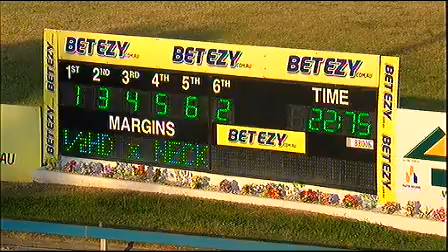 BETEZY.COM.AU BETEZY.COM.AU BETEZY.COM.AU
1ST 2ND 3RD 4TH 5TH 6TH
1 3 4 5 6 2
TIME
22:75
MARGINS
1/2HD x NECK
BETEZY.COM.AU
BETEZY
BETEZY
.AU